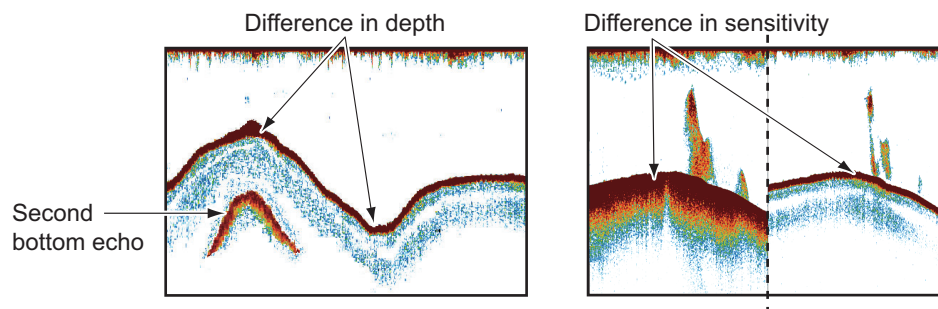 Difference in depth
Difference in sensitivity
Second
bottom echo